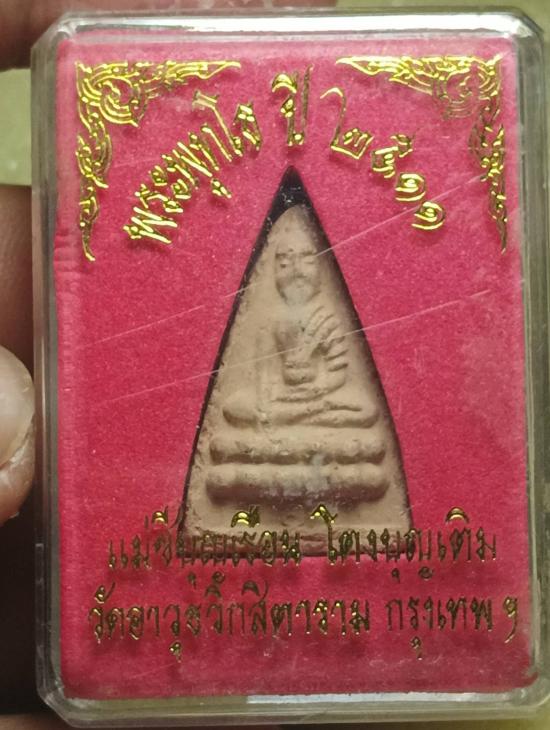 พระพุทโธ ปี ๒๕๑๑
แม่ชีบุญเรือน โตงบุญเติม
วัดอาวุธวิกสิตาราม กรุงเทพฯ